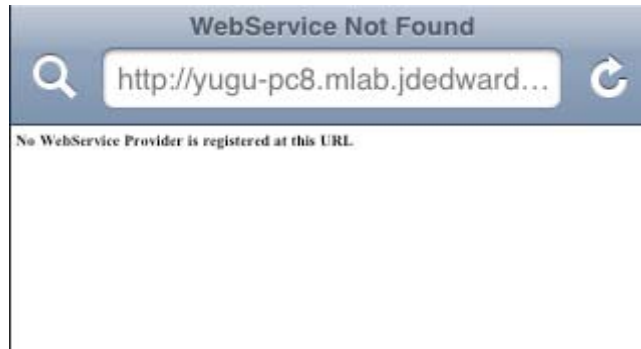 WebService Not Found
http://yugu-pc8.mlab.jdedward...
No WebService Provider is registered at this URL